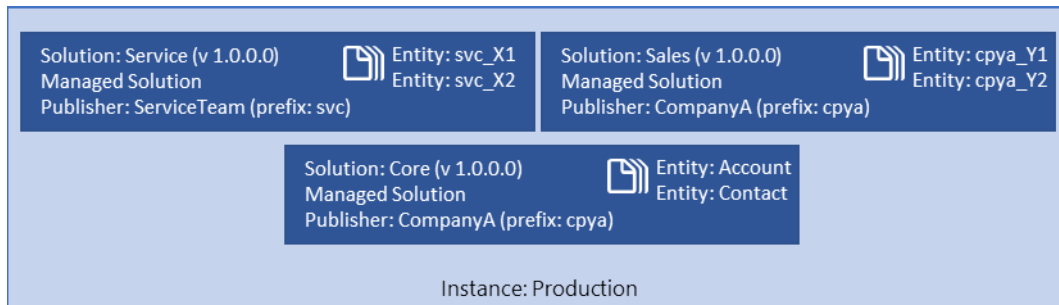 Solution: Service (v 1.0.0.0)
Managed Solution
Publisher: ServiceTeam (prefix: svc)
Entity: svc_X1
Entity: svc_X2
Solution: Sales (v 1.0.0.0)
Managed Solution
Publisher: CompanyA (prefix: cpya)
Entity: cpya_Y1
Entity: cpya_Y2
Solution: Core (v 1.0.0.0)
Managed Solution
Publisher: CompanyA (prefix: cpya)
Entity: Account
Entity: Contact
Instance: Production